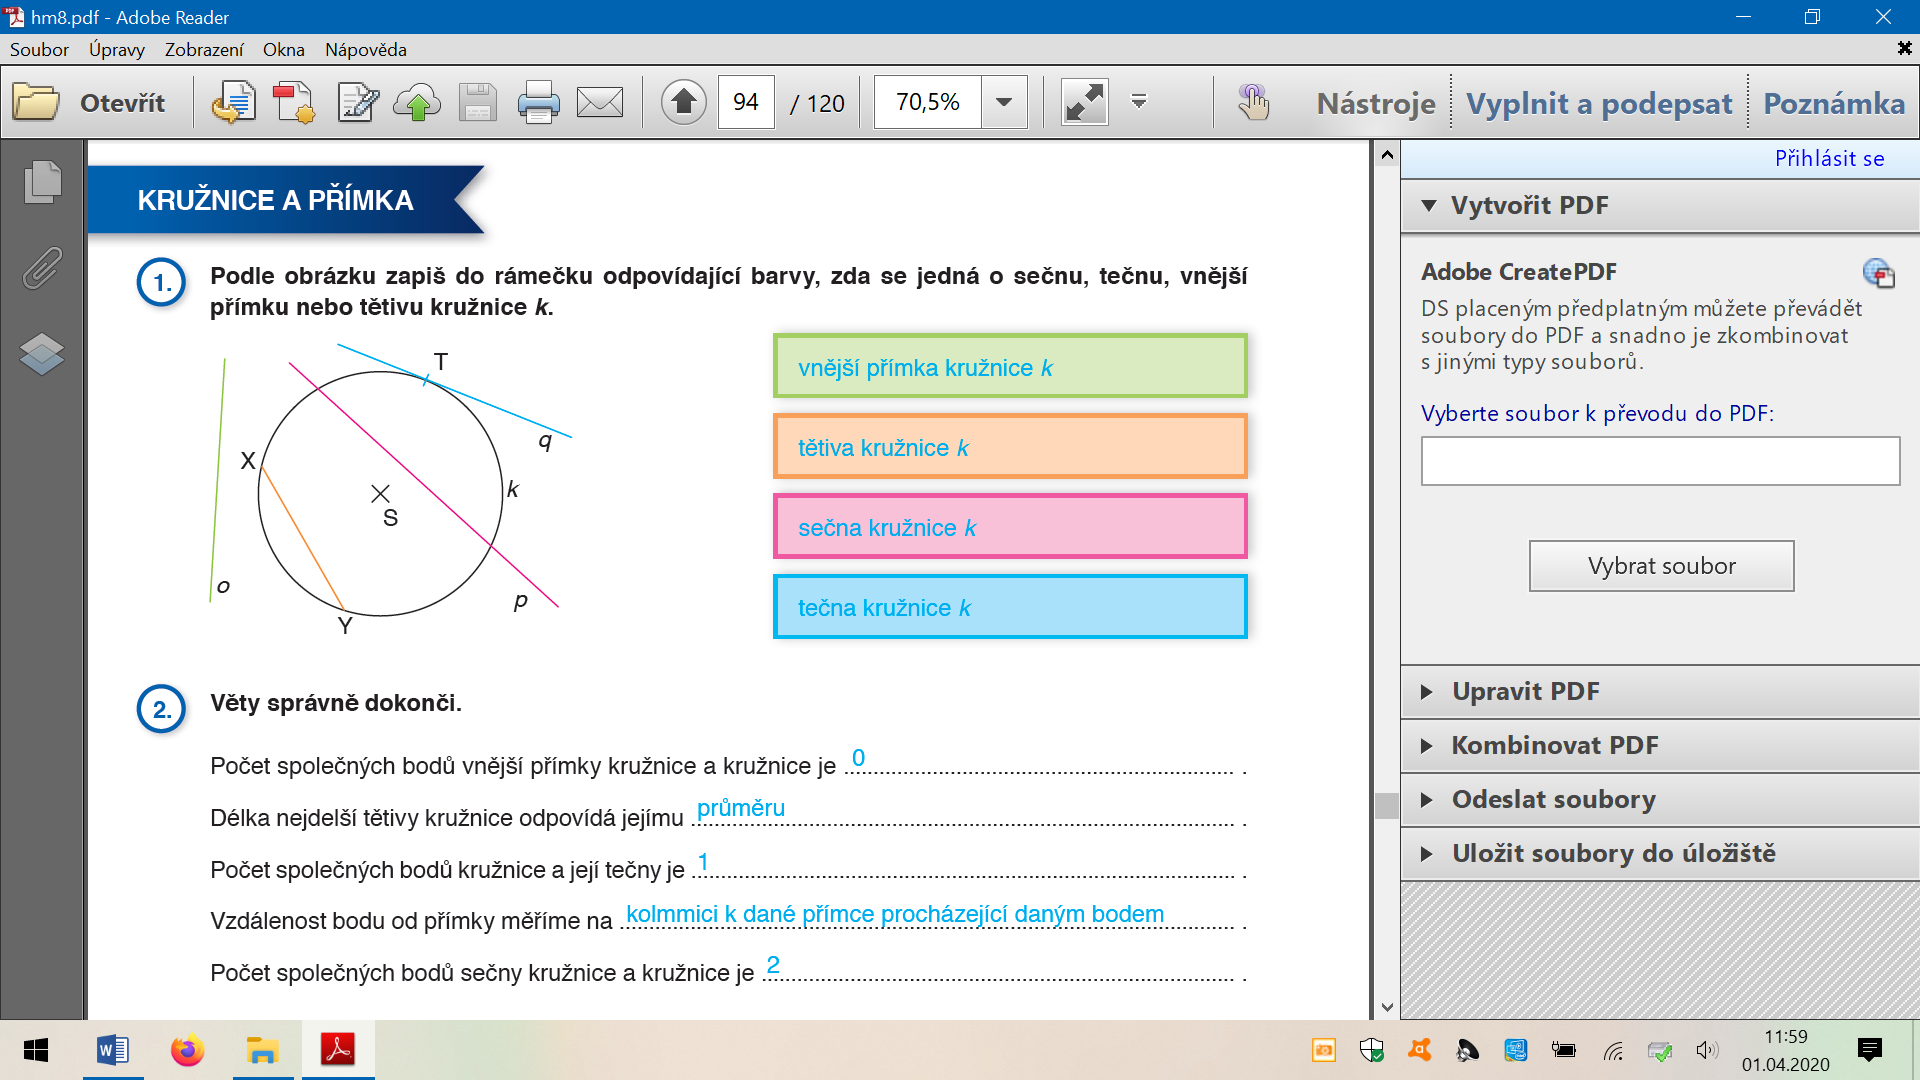 hm8.pdf - Adobe Reader
Soubor Úpravy Zobrazení Okna Nápověda
Otevřít 94 / 120 70,5% Nástroje Vyplnit a podepsat Poznámka
KRUŽNICE A PŘÍMKA
1. Podle obrázku zapiš do rámečku odpovídající barvy, zda se jedná o sečnu, tečnu, vnější
přímku nebo tětivu kružnice k.
T
q
X
k
S
o
p
Y
vnější přímka kružnice k
tětiva kružnice k
sečna kružnice k
tečna kružnice k
2. Věty správně dokonči.
Počet společných bodů vnější přímky kružnice a kružnice je 0 .
Délka nejdelší tětivy kružnice odpovídá jejímu průměru .
Počet společných bodů kružnice a její tečny je 1 .
Vzdálenost bodu od přímky měříme na kolmmici k dané přímce procházející daným bodem .
Počet společných bodů sečny kružnice a kružnice je 2 .
Přihlásit se
Vytvořit PDF
Adobe CreatePDF
DS placeným předplatným můžete převádět
soubory do PDF a snadno je zkombinovat
s jinými typy souborů.
Vyberte soubor k převodu do PDF:
Vybrat soubor
Upravit PDF
Kombinovat PDF
Odeslat soubory
Uložit soubory do úložiště
11:59
01.04.2020